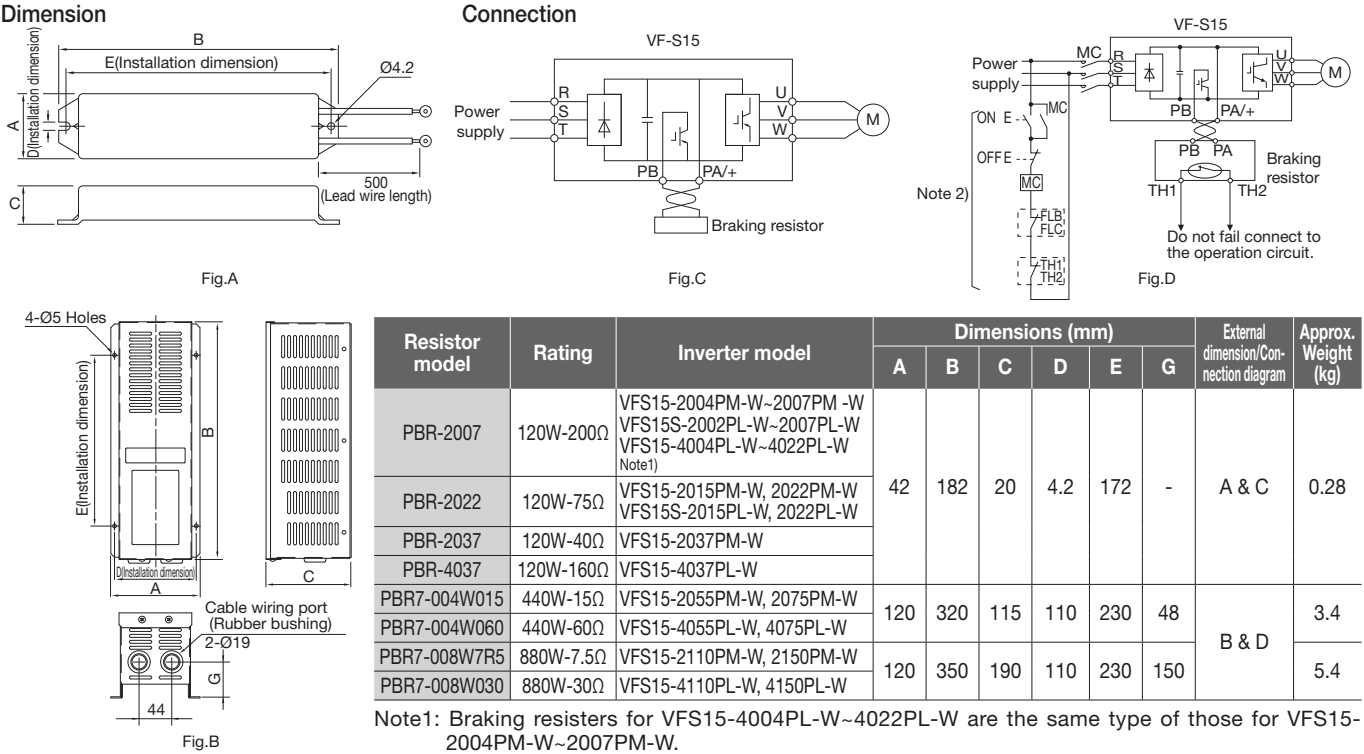 Dimension
B
E(Installation dimension)
Ø4.2
A
D(Installation dimension)
500
(Lead wire length)
C
Fig.A
Connection
VF-S15
Power
supply
R
S
T
U
V
W
M
PB
PA/+
Braking resistor
Fig.C
VF-S15
Power
supply
MC
R
S
T
U
V
W
M
PB
PA/+
ON E
MC
OFF E
MC
Note 2)
FLB
FLC
TH1
TH2
PB PA
Braking
resistor
TH1
TH2
Do not fail connect to
the operation circuit.
Fig.D
4-Ø5 Holes
E(Installation dimension)
B
D(Installation dimension)
A
C
Cable wiring port
(Rubber bushing)
2-Ø19
G
44
Fig.B
Resistor model Rating Inverter model Dimensions (mm) External dimension/Con-nection diagram Approx. Weight (kg)
A B C D E G
PBR-2007 120W-200Ω VFS15-2004PM-W~2007PM -W
VFS15S-2002PL-W~2007PL-W
VFS15-4004PL-W~4022PL-W
Note1)
42 182 20 4.2 172 - A & C 0.28
PBR-2022 120W-75Ω VFS15-2015PM-W, 2022PM-W
VFS15S-2015PL-W, 2022PL-W
PBR-2037 120W-40Ω VFS15-2037PM-W
PBR-4037 120W-160Ω VFS15-4037PL-W
PBR7-004W015 440W-15Ω VFS15-2055PM-W, 2075PM-W
120 320 115 110 230 48 B & D 3.4
PBR7-004W060 440W-60Ω VFS15-4055PL-W, 4075PL-W
PBR7-008W7R5 880W-7.5Ω VFS15-2110PM-W, 2150PM-W
120 350 190 110 230 150 5.4
PBR7-008W030 880W-30Ω VFS15-4110PL-W, 4150PL-W
Note1: Braking resisters for VFS15-4004PL-W~4022PL-W are the same type of those for VFS15-
2004PM-W~2007PM-W.